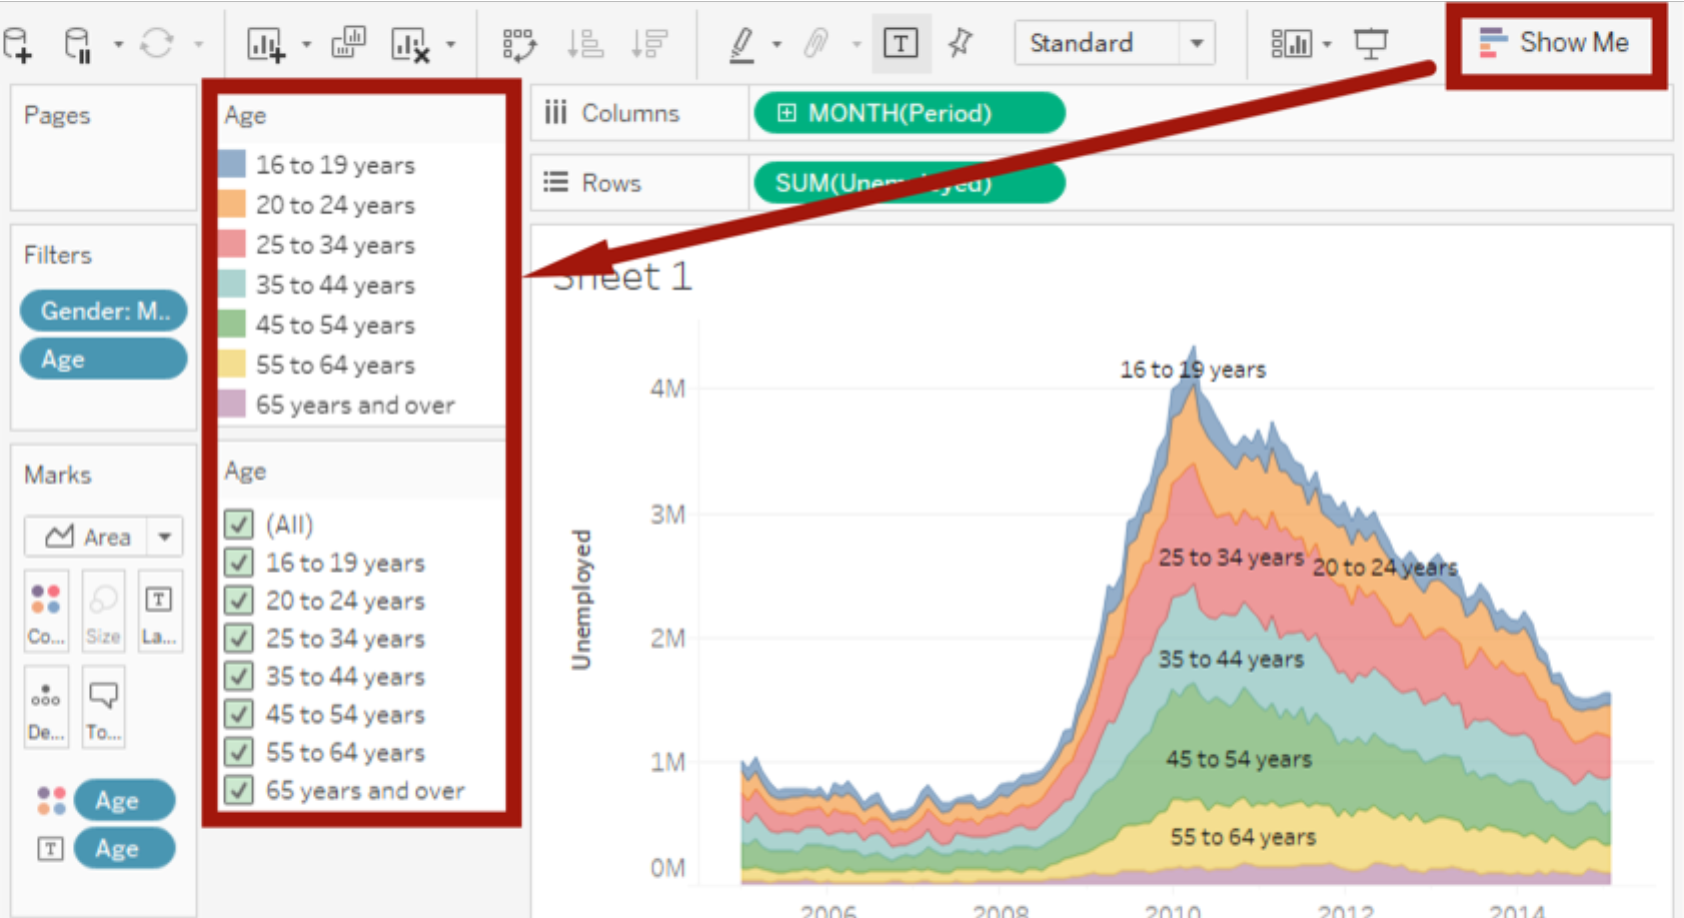 T
Standard
Show Me
Pages
Filters
Gender: M..
Age
Marks
Area
Co...
Size
T
La...
De...
To...
Age
T
Age
Age
16 to 19 years
20 to 24 years
25 to 34 years
35 to 44 years
45 to 54 years
55 to 64 years
65 years and over
Age
(All)
16 to 19 years
20 to 24 years
25 to 34 years
35 to 44 years
45 to 54 years
55 to 64 years
65 years and over
Columns
MONTH(Period)
Rows
SUM(Unemployed)
Sheet 1
Unemployed
4M
3M
2M
1M
0M
16 to 19 years
25 to 34 years
20 to 24 years
35 to 44 years
45 to 54 years
55 to 64 years
2006
2008
2010
2012
2014